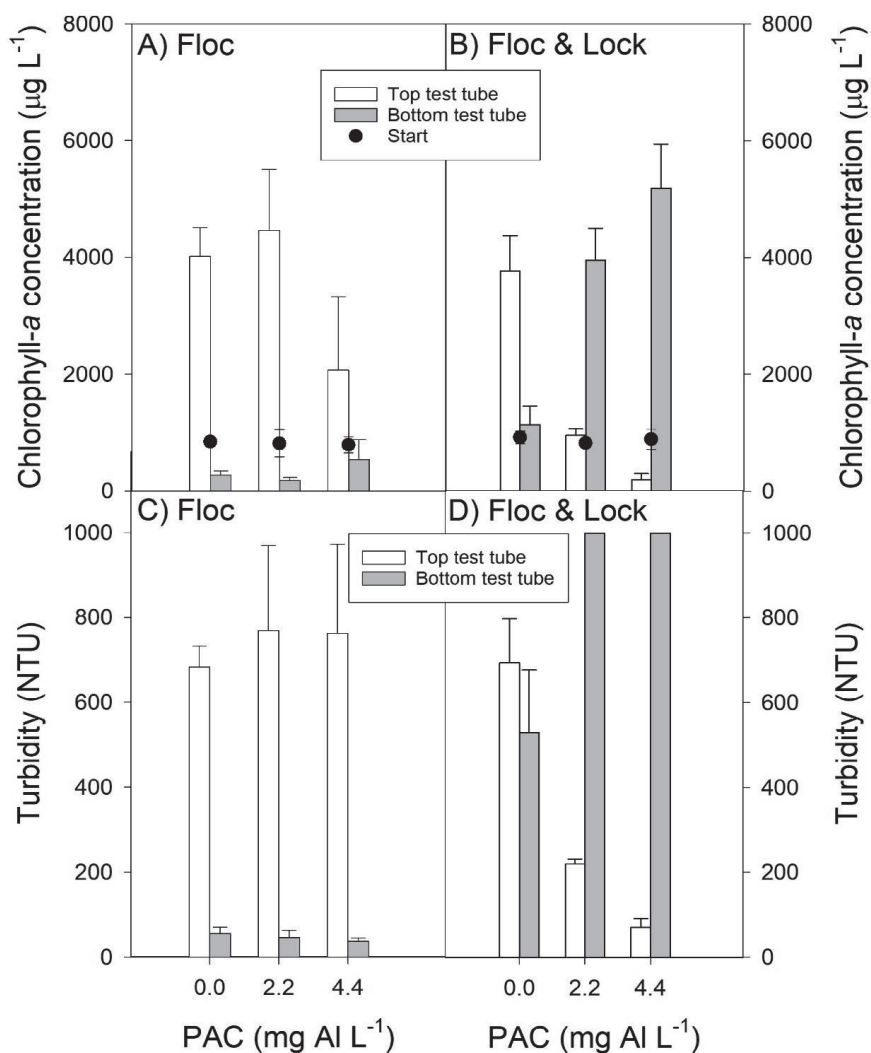 8000
6000
4000
2000
0
Chlorophyll-a concentration (µg L-1)
A) Floc
B) Floc & Lock
Top test tube
Bottom test tube
Start
8000
6000
4000
2000
0
Chlorophyll-a concentration (µg L-1)
1000
800
600
400
200
0
Turbidity (NTU)
C) Floc
D) Floc & Lock
Top test tube
Bottom test tube
1000
800
600
400
200
0
Turbidity (NTU)
0.0 2.2 4.4
0.0 2.2 4.4
PAC (mg Al L-1)
PAC (mg Al L-1)